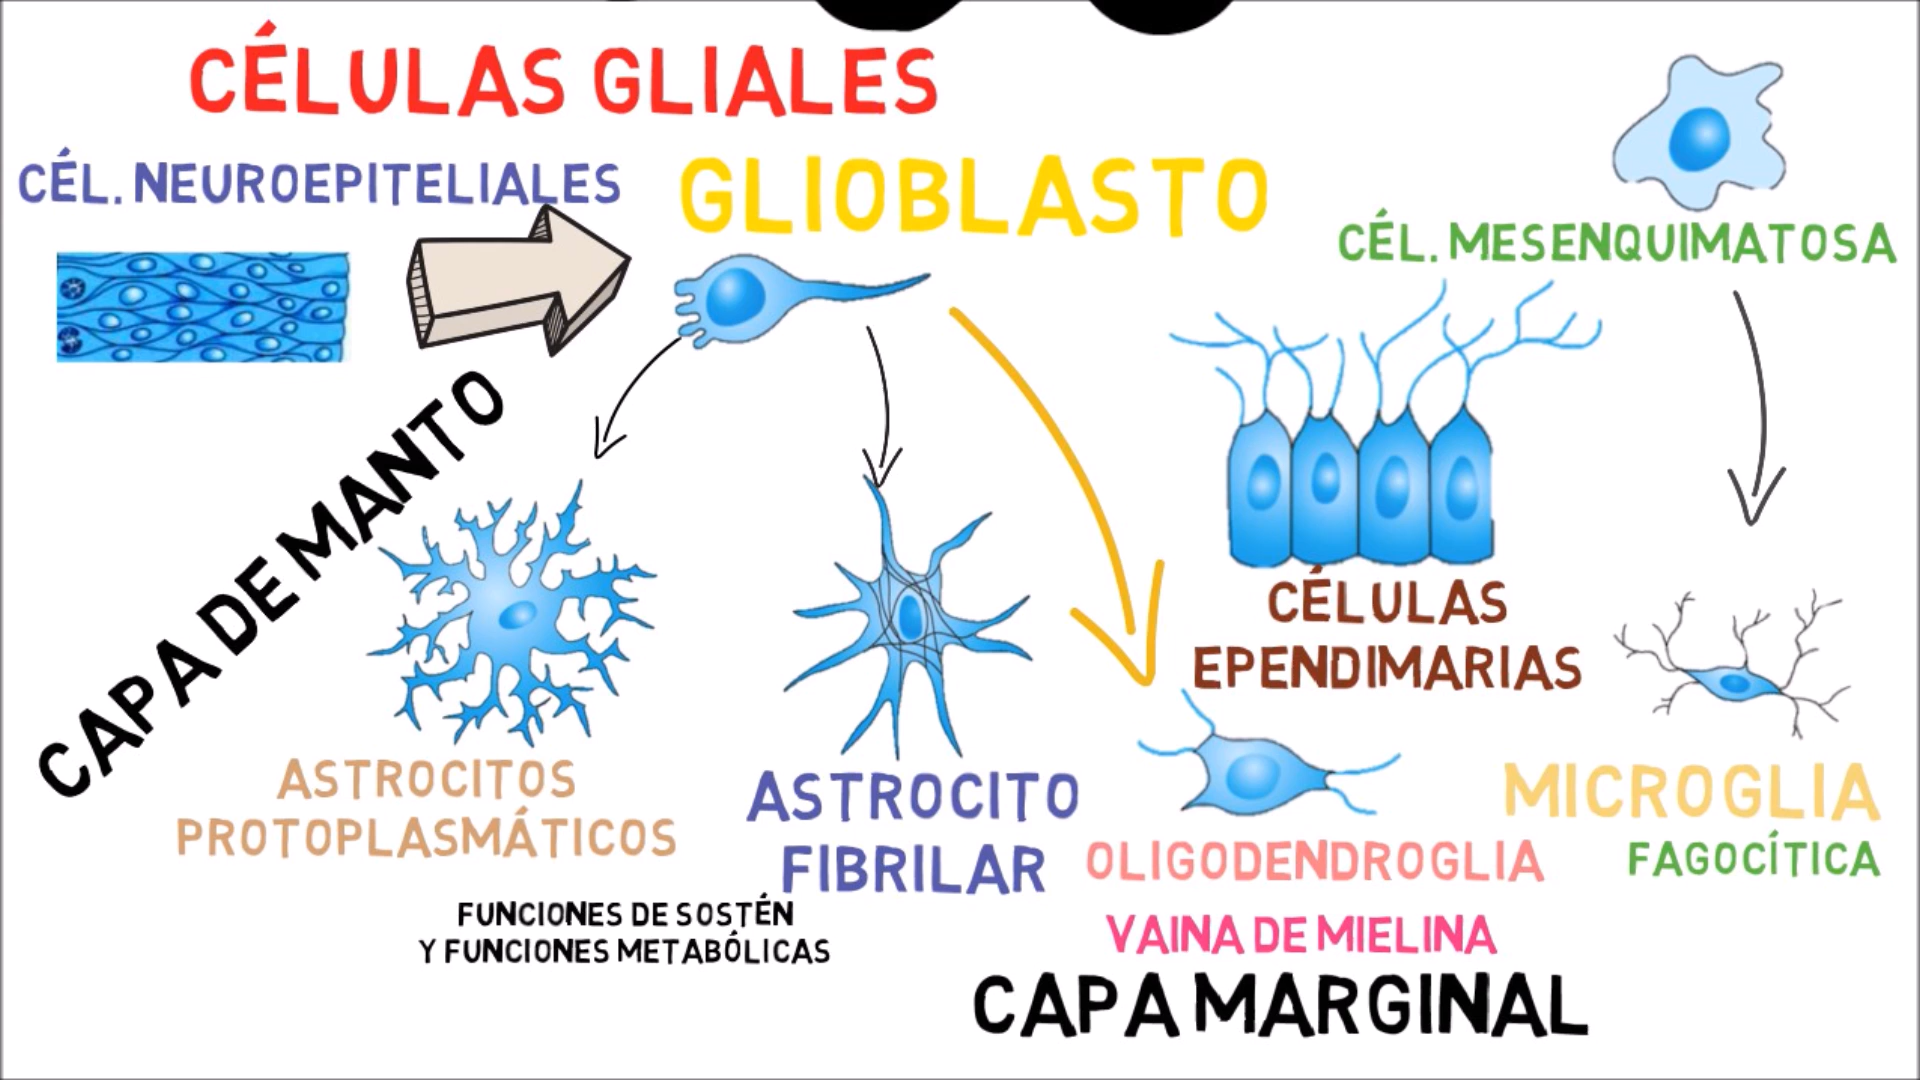 CÉLULAS GLIALES
CÉL. NEUROEPITELIALES
GLIOBLASTO
CÉL. MESENQUIMATOSA
CAPA DE MANTO
CÉLULAS
EPENDIMARIAS
ASTROCITOS
PROTOPLASMÁTICOS
ASTROCITO
FIBRILAR
OLIGODENDROGLIA
MICROGLIA
FAGOCÍTICA
FUNCIONES DE SOSTÉN
Y FUNCIONES METABÓLICAS
VAINA DE MIELINA
CAPA MARGINAL